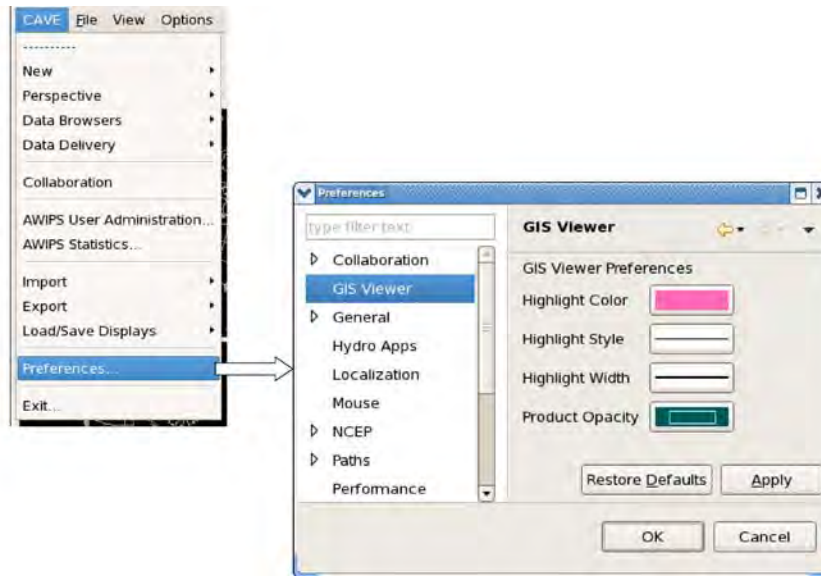 CAVE File View Options
----------
New
Perspective
Data Browsers
Data Delivery
Collaboration
AWIPS User Administration...
AWIPS Statistics...
Import
Export
Load/Save Displays
Preferences...
Exit...
Preferences
type filter text
Collaboration
GIS Viewer
General
Hydro Apps
Localization
Mouse
NCEP
Paths
Performance
GIS Viewer
GIS Viewer Preferences
Highlight Color
Highlight Style
Highlight Width
Product Opacity
Restore Defaults Apply
OK Cancel